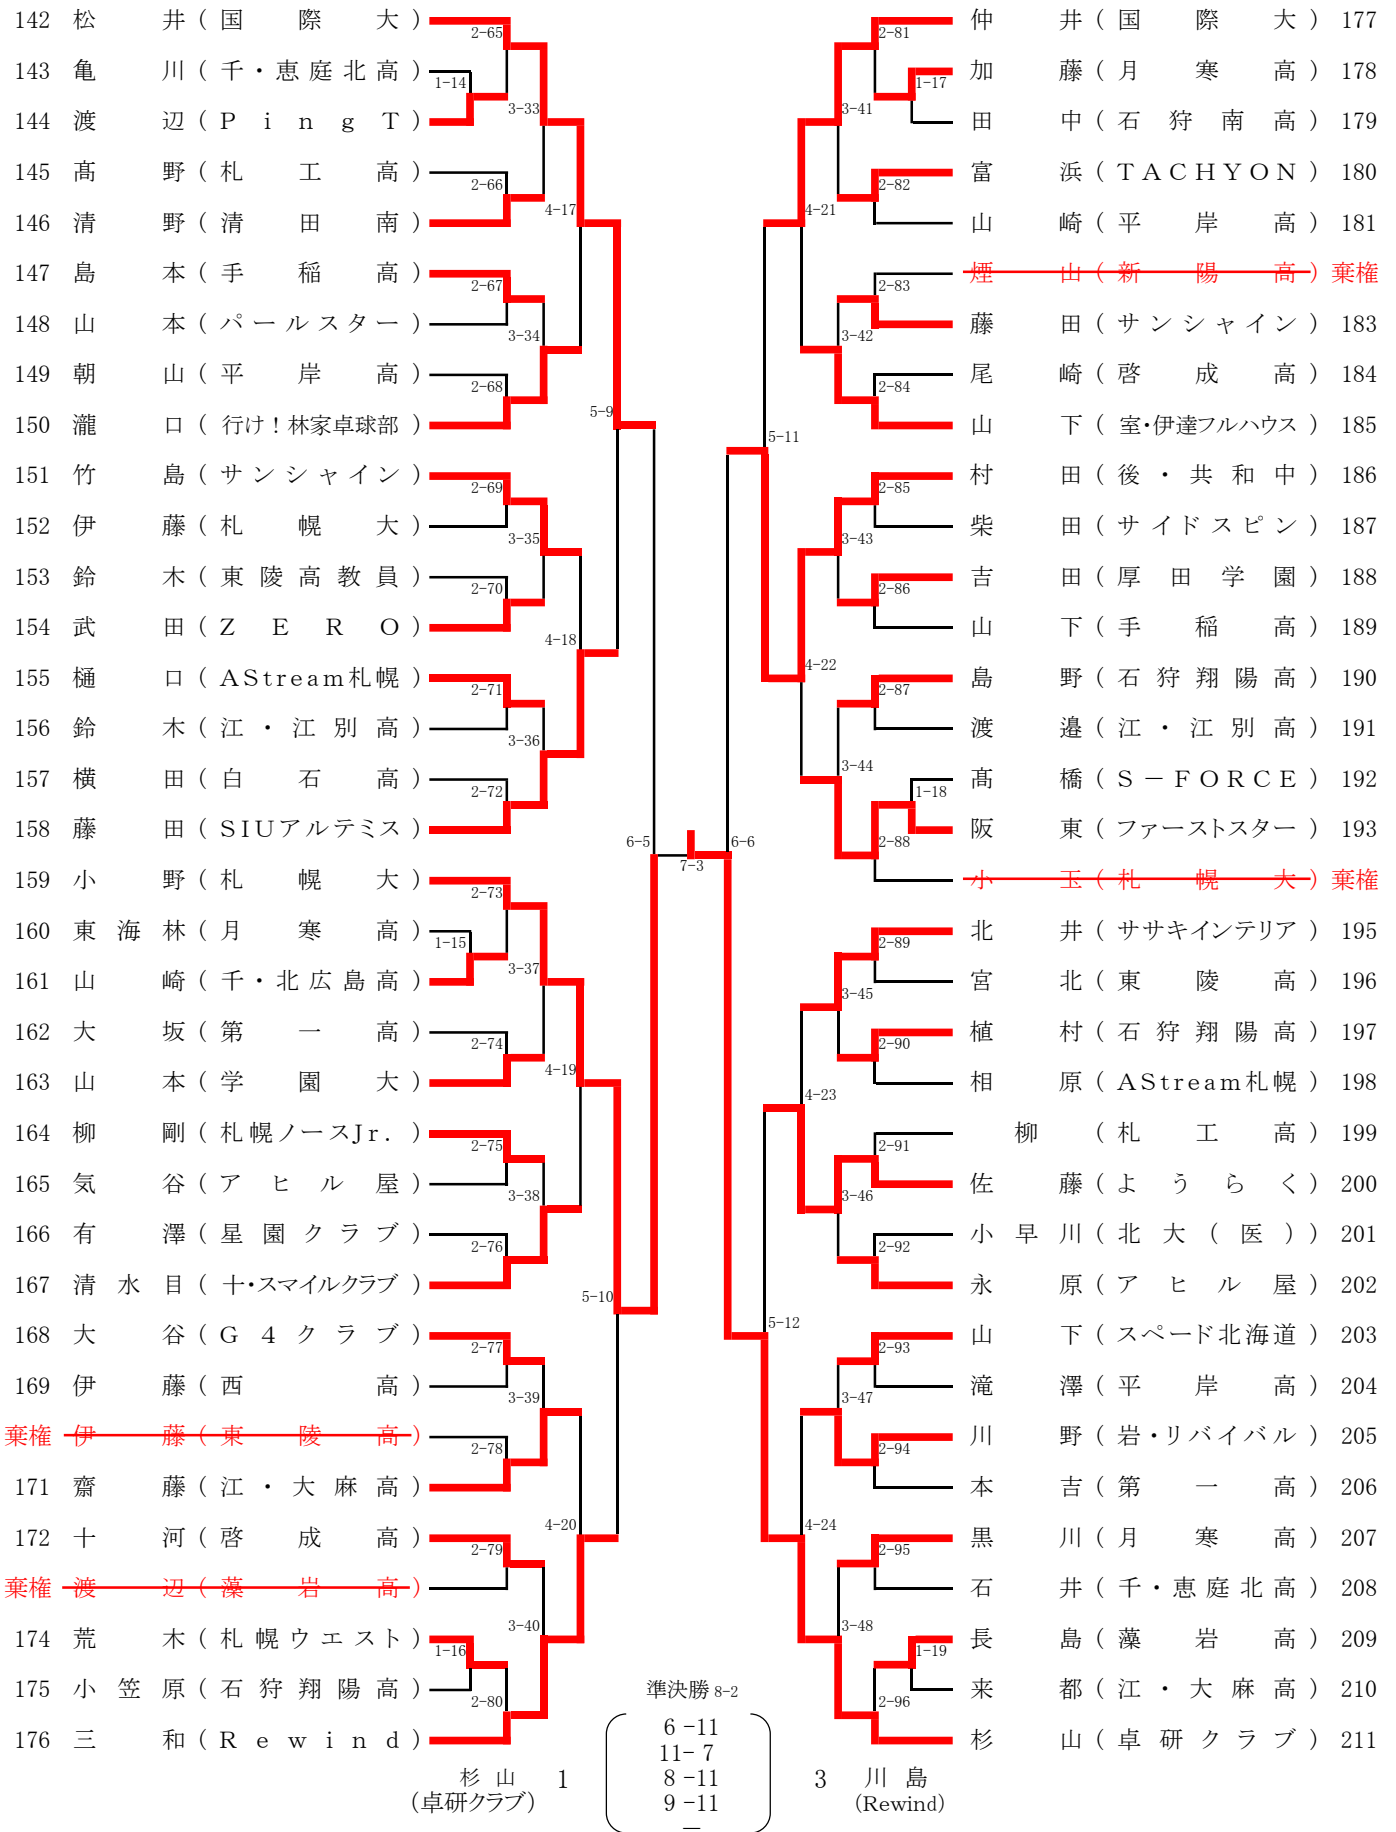 142 松井(国際大)
2-65
143 亀川(千・恵庭北高)
1-14
3-33
144 渡辺(PingT)
145 髙野(札工高)
2-66
146 清野(清田南)
4-17
147 島本(手稲高)
2-67
148 山本(パールスター)
3-34
149 朝山(平岸高)
2-68
150 瀧口(行け!林家卓球部)
5-9
151 竹島(サンシャイン)
2-69
152 伊藤(札幌大)
3-35
153 鈴木(東陵高教員)
2-70
154 武田(ZERO)
4-18
155 樋口(AStream札幌)
2-71
156 鈴木(江・江別高)
3-36
157 横田(白石高)
2-72
158 藤田(SIUアルテミス)
6-5
159 小野(札幌大)
2-73
160 東海林(月寒高)
1-15
3-37
161 山崎(千・北広島高)
162 大坂(第一高)
2-74
163 山本(学園大)
4-19
164 柳剛(札幌ノースJr.)
2-75
165 気谷(アヒル屋)
3-38
166 有澤(星園クラブ)
2-76
167 清水目(十・スマイルクラブ)
5-10
168 大谷(G4クラブ)
2-77
169 伊藤(西高)
3-39
棄権 伊藤(東陵高)
2-78
171 齋藤(江・大麻高)
4-20
172 十河(啓成高)
2-79
棄権 渡辺(藻岩高)
3-40
174 荒木(札幌ウエスト)
1-16
175 小笠原(石狩翔陽高)
2-80
176 三和(Rewind)
7-3
仲井(国際大) 177
2-81
加藤(月寒高) 178
1-17
3-41
田中(石狩南高) 179
富浜(TACHYON) 180
2-82
山崎(平岸高) 181
4-21
煙山(新陽高)棄権
2-83
藤田(サンシャイン) 183
3-42
尾崎(啓成高) 184
2-84
山下(室・伊達フルハウス) 185
5-11
村田(後・共和中) 186
2-85
柴田(サイドスピン) 187
3-43
吉田(厚田学園) 188
2-86
山下(手稲高) 189
4-22
島野(石狩翔陽高) 190
2-87
渡邉(江・江別高) 191
3-44
髙橋(S-FORCE) 192
1-18
阪東(ファーストスター) 193
2-88
6-6
小玉(札幌大)棄権
北井(ササキインテリア) 195
2-89
宮北(東陵高) 196
3-45
植村(石狩翔陽高) 197
2-90
相原(AStream札幌) 198
4-23
柳(札工高) 199
2-91
佐藤(ようらく) 200
3-46
小早川(北大(医)) 201
2-92
永原(アヒル屋) 202
5-12
山下(スペード北海道) 203
2-93
滝澤(平岸高) 204
3-47
川野(岩・リバイバル) 205
2-94
本吉(第一高) 206
4-24
黒川(月寒高) 207
2-95
石井(千・恵庭北高) 208
3-48
長島(藻岩高) 209
1-19
来都(江・大麻高) 210
2-96
杉山(卓研クラブ) 211
準決勝 8-2
6 -11
11- 7
8 -11
9 -11
—
杉山 1 3 川島
(卓研クラブ) (Rewind)